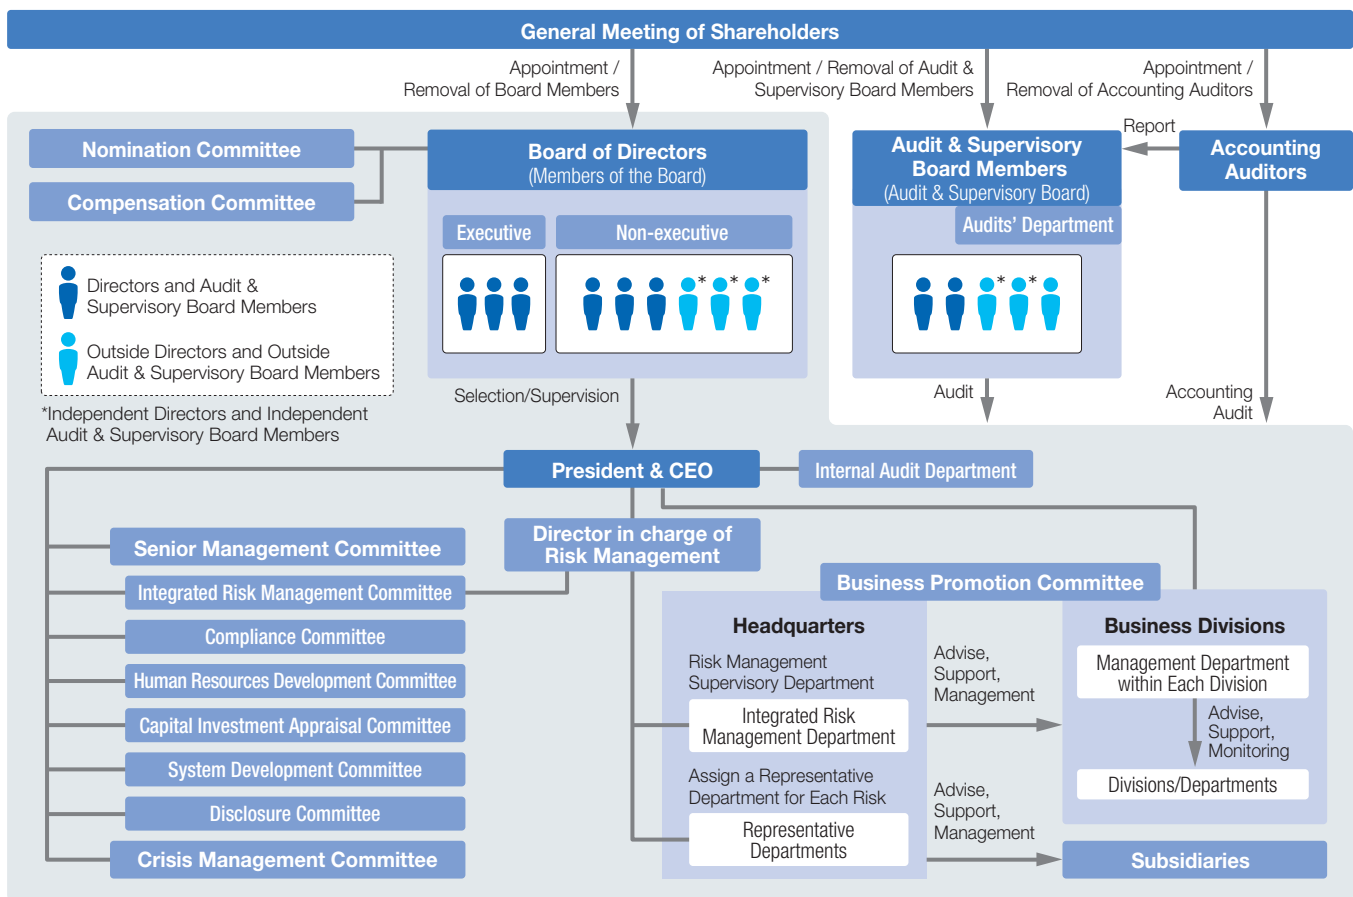 General Meeting of Shareholders
Appointment /
Removal of Board Members
Appointment / Removal of Audit &
Supervisory Board Members
Appointment /
Removal of Accounting Auditors
Nomination Committee
Compensation Committee
Board of Directors
(Members of the Board)
Audit & Supervisory
Board Members
(Audit & Supervisory Board)
Report
Accounting
Auditors
Executive
Non-executive
Audits’ Department
* * *
* *
Directors and Audit &
Supervisory Board Members
Outside Directors and Outside
Audit & Supervisory Board Members
*Independent Directors and Independent
Audit & Supervisory Board Members
Selection/Supervision
Audit
Accounting
Audit
President & CEO
Internal Audit Department
Director in charge of
Risk Management
Senior Management Committee
Integrated Risk Management Committee
Compliance Committee
Human Resources Development Committee
Capital Investment Appraisal Committee
System Development Committee
Disclosure Committee
Crisis Management Committee
Business Promotion Committee
Headquarters
Risk Management
Supervisory Department
Integrated Risk
Management Department
Assign a Representative
Department for Each Risk
Representative
Departments
Advise,
Support,
Management
Advise,
Support,
Management
Business Divisions
Management Department
within Each Division
Advise,
Support,
Monitoring
Divisions/Departments
Subsidiaries